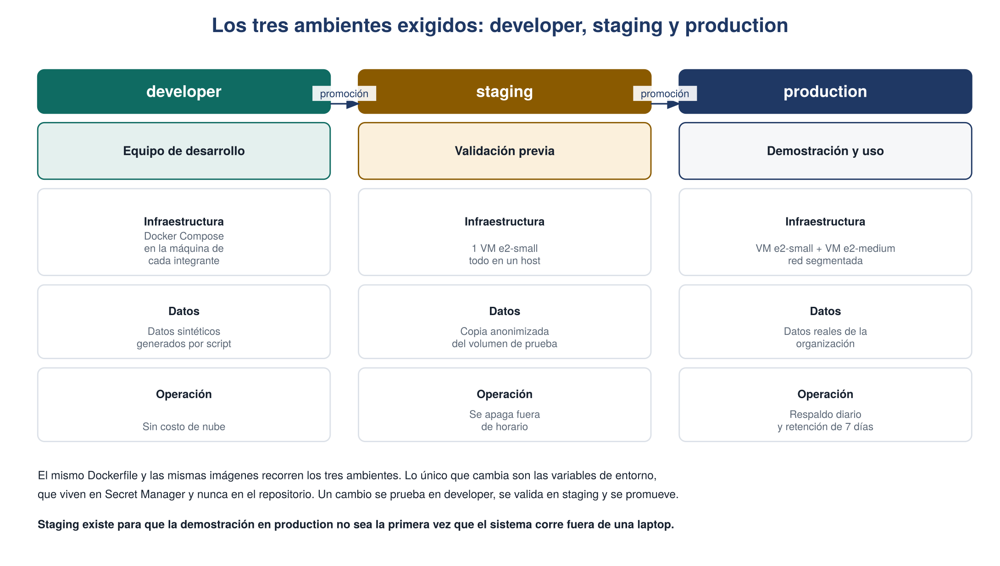 Los tres ambientes exigidos: developer, staging y production
developer
promoción
staging
promoción
production
Equipo de desarrollo
Validación previa
Demostración y uso
Infraestructura
Docker Compose
en la máquina de
cada integrante
Infraestructura
1 VM e2-small
todo en un host
Infraestructura
VM e2-small + VM e2-medium
red segmentada
Datos
Datos sintéticos
generados por script
Datos
Copia anonimizada
del volumen de prueba
Datos
Datos reales de la
organización
Operación
Sin costo de nube
Operación
Se apaga fuera
de horario
Operación
Respaldo diario
y retención de 7 días
El mismo Dockerfile y las mismas imágenes recorren los tres ambientes. Lo único que cambia son las variables de entorno,
que viven en Secret Manager y nunca en el repositorio. Un cambio se prueba en developer, se valida en staging y se promueve.
Staging existe para que la demostración en production no sea la primera vez que el sistema corre fuera de una laptop.